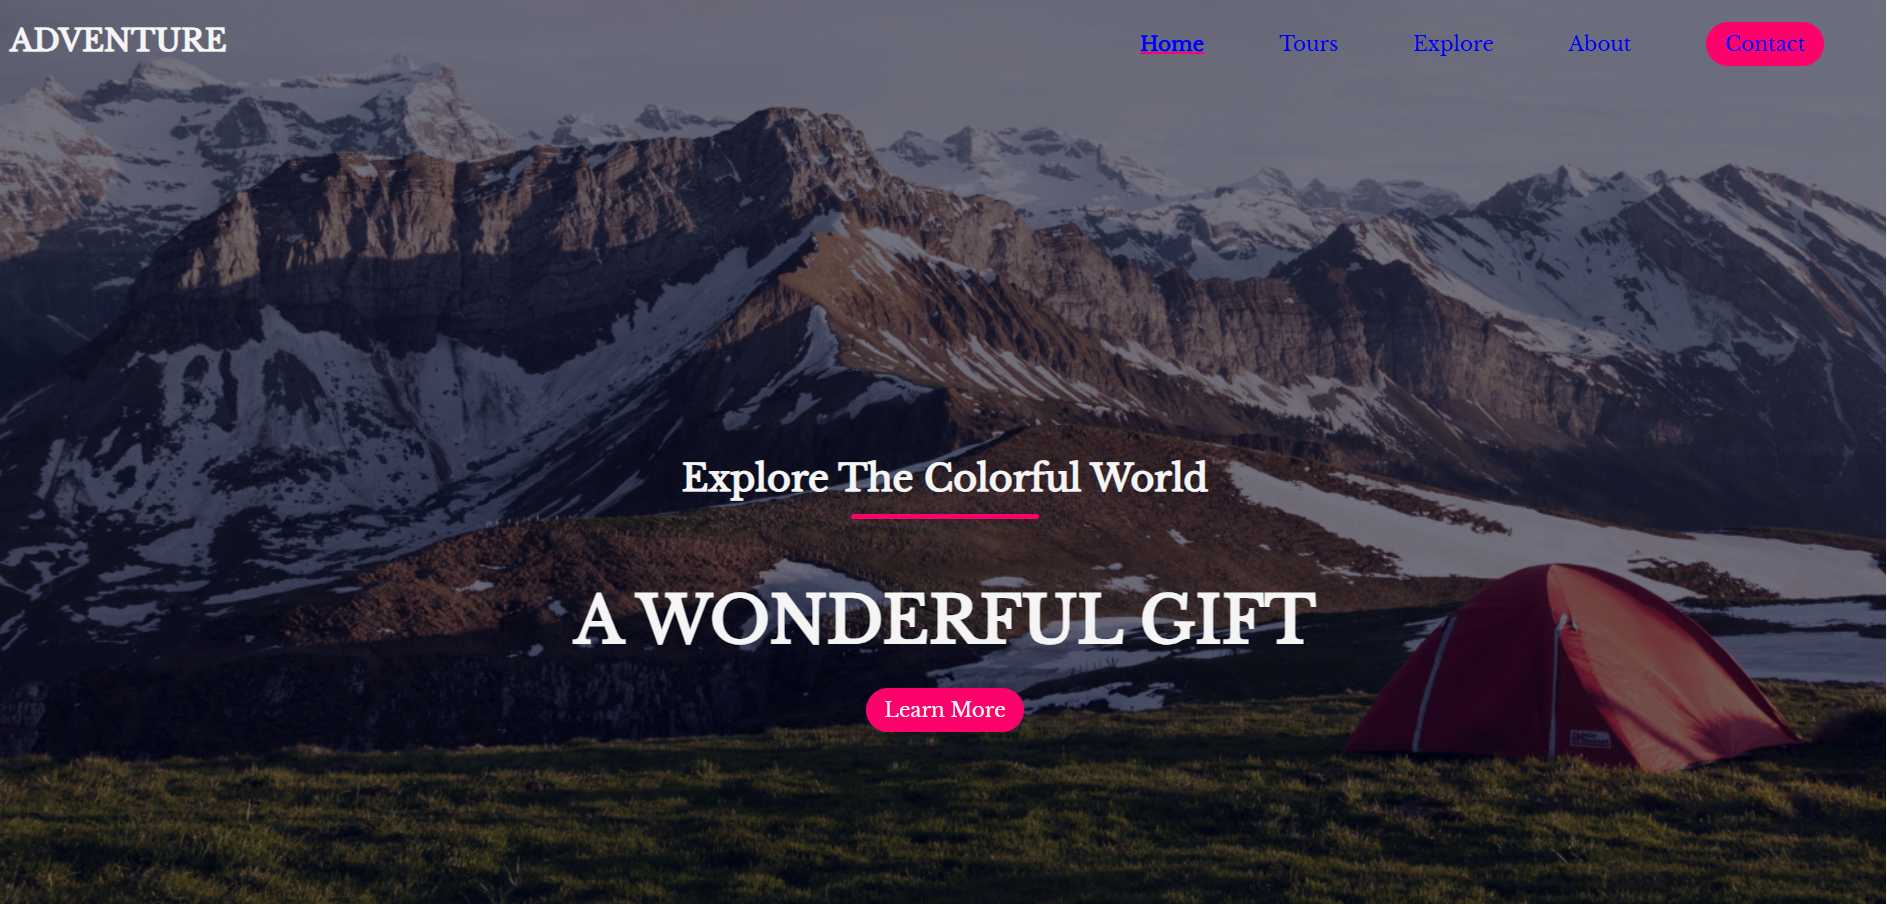 ADVENTURE
Home Tours Explore About Contact
Explore The Colorful World
A WONDERFUL GIFT
Learn More